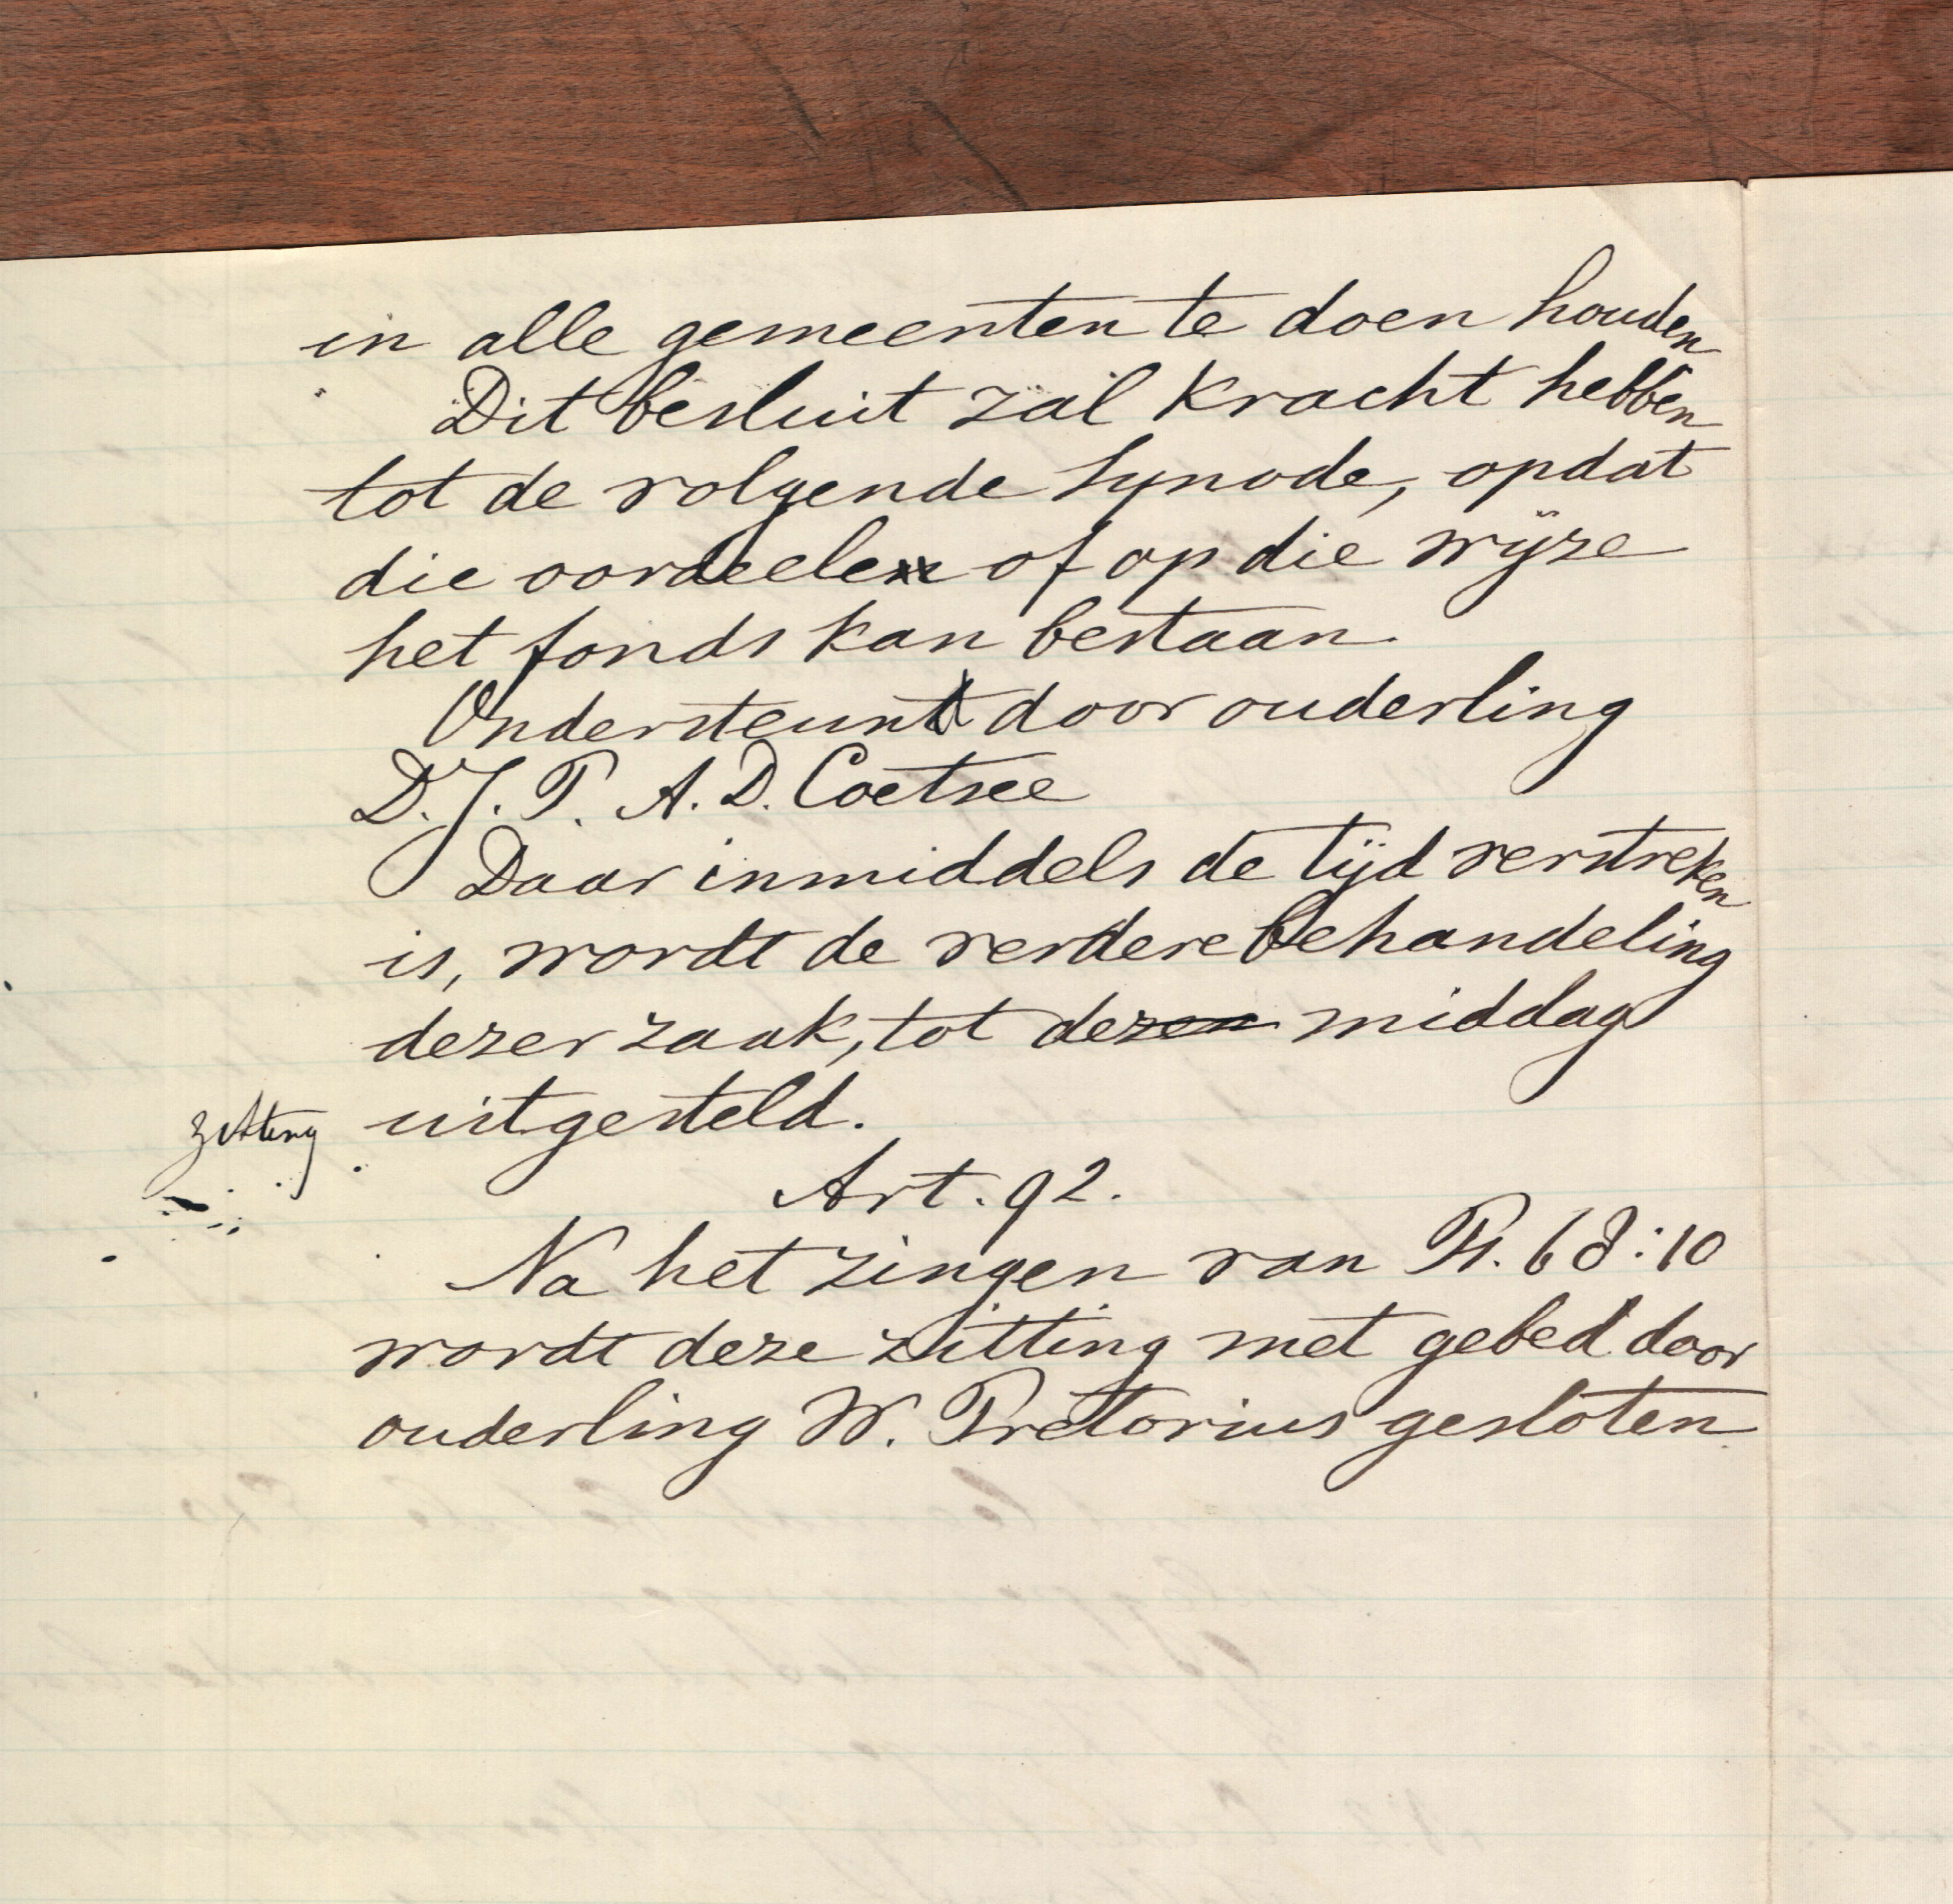 in alle gemeenten te doen houden
Dit besluit zal kracht hebben
tot de volgende Synode, opdat
die oordeele of op die wijze
het fonds kan bestaan.
Ondersteunt door ouderling
D. J. P. A. D. Coetsee
Daar inmiddels de tijd verstreken
is, wordt de verdere behandeling
dezer zaak, tot dezen middag
zitting uitgesteld.
Art. 92.
Na het zingen van Ps. 68:10
wordt deze zitting met gebed door
ouderling W. Pretorius gesloten